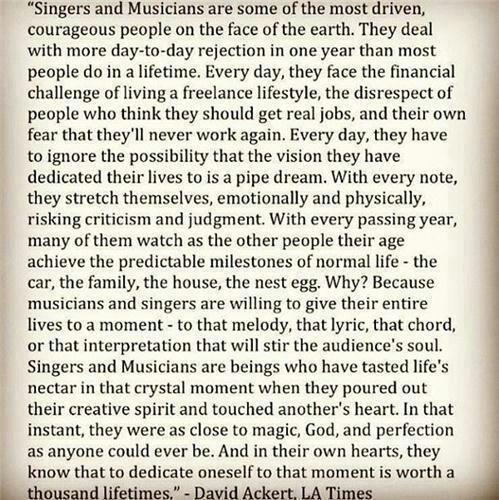 “Singers and Musicians are some of the most driven,
courageous people on the face of the earth. They deal
with more day-to-day rejection in one year than most
people do in a lifetime. Every day, they face the financial
challenge of living a freelance lifestyle, the disrespect of
people who think they should get real jobs, and their own
fear that they'll never work again. Every day, they have
to ignore the possibility that the vision they have
dedicated their lives to is a pipe dream. With every note,
they stretch themselves, emotionally and physically,
risking criticism and judgment. With every passing year,
many of them watch as the other people their age
achieve the predictable milestones of normal life - the
car, the family, the house, the nest egg. Why? Because
musicians and singers are willing to give their entire
lives to a moment - to that melody, that lyric, that chord,
or that interpretation that will stir the audience's soul.
Singers and Musicians are beings who have tasted life's
nectar in that crystal moment when they poured out
their creative spirit and touched another's heart. In that
instant, they were as close to magic, God, and perfection
as anyone could ever be. And in their own hearts, they
know that to dedicate oneself to that moment is worth a
thousand lifetimes.” - David Ackert, LA Times